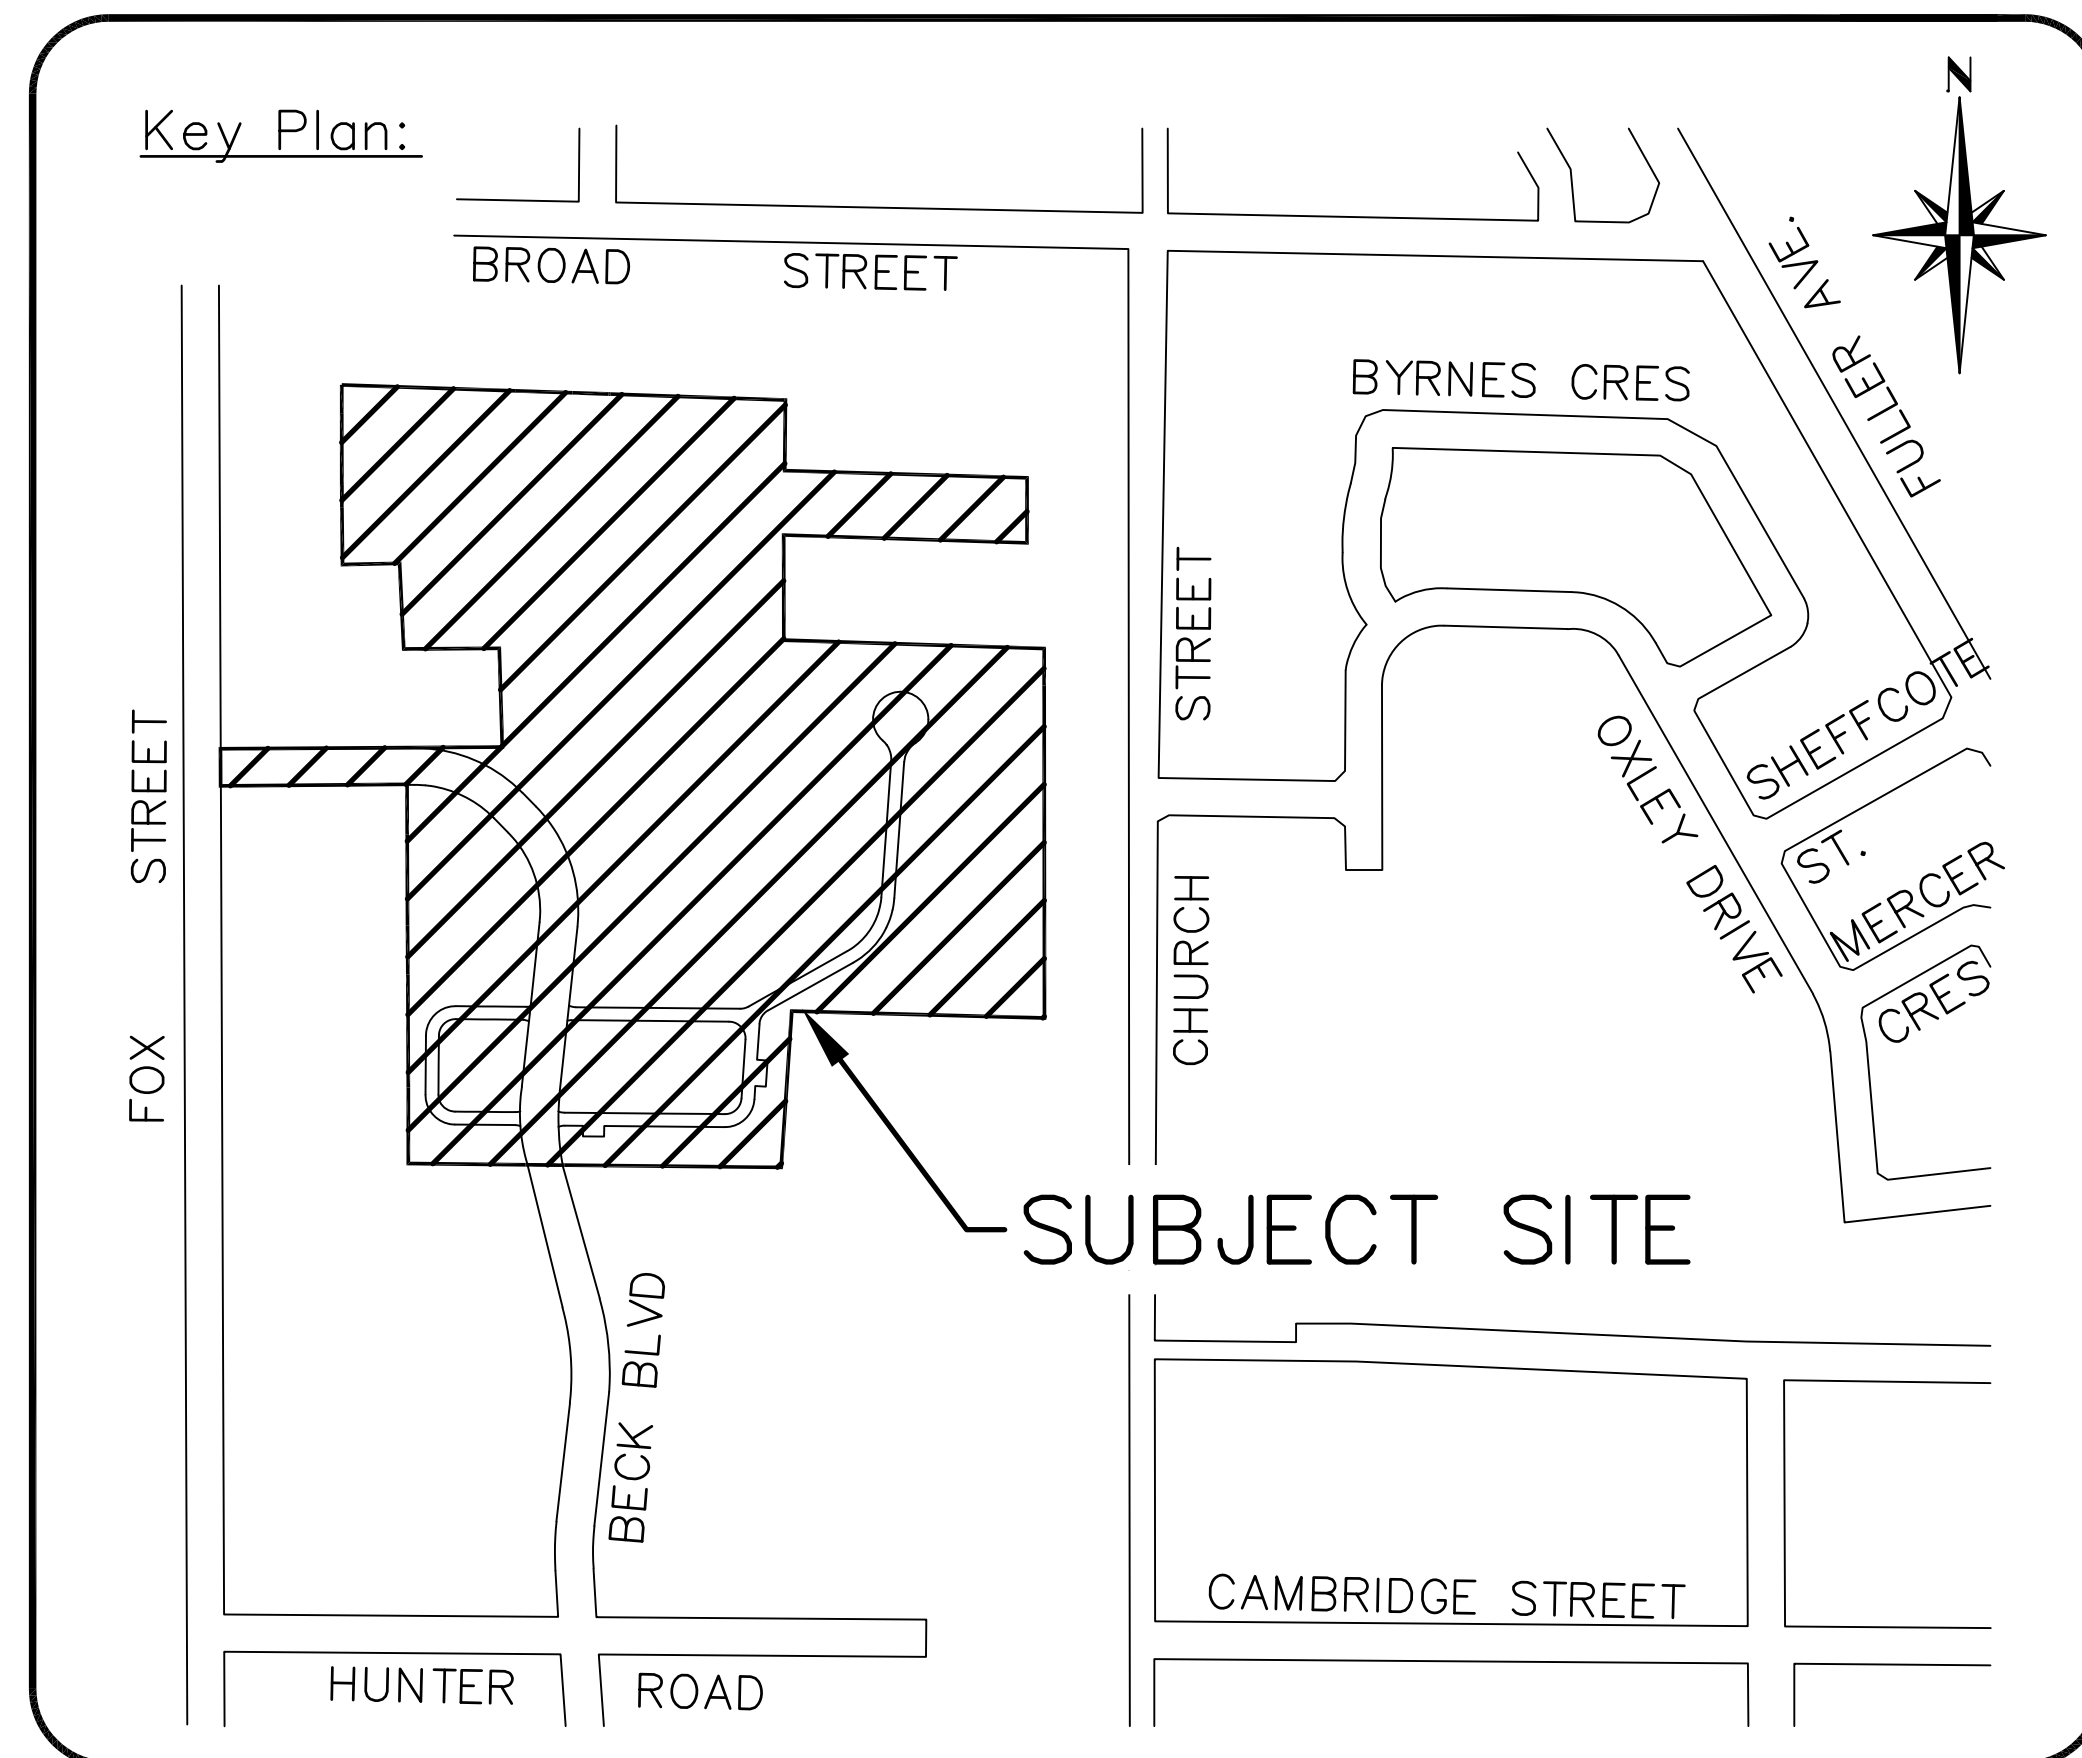 N
Key Plan:
BROAD STREET
FULLER AVE.
BYRNES CRES
FOX STREET
CHURCH STREET
SHEFFCOTE
ST.
OXLEY DRIVE
MERCER
CRES
SUBJECT SITE
BECK BLVD
CAMBRIDGE STREET
HUNTER ROAD